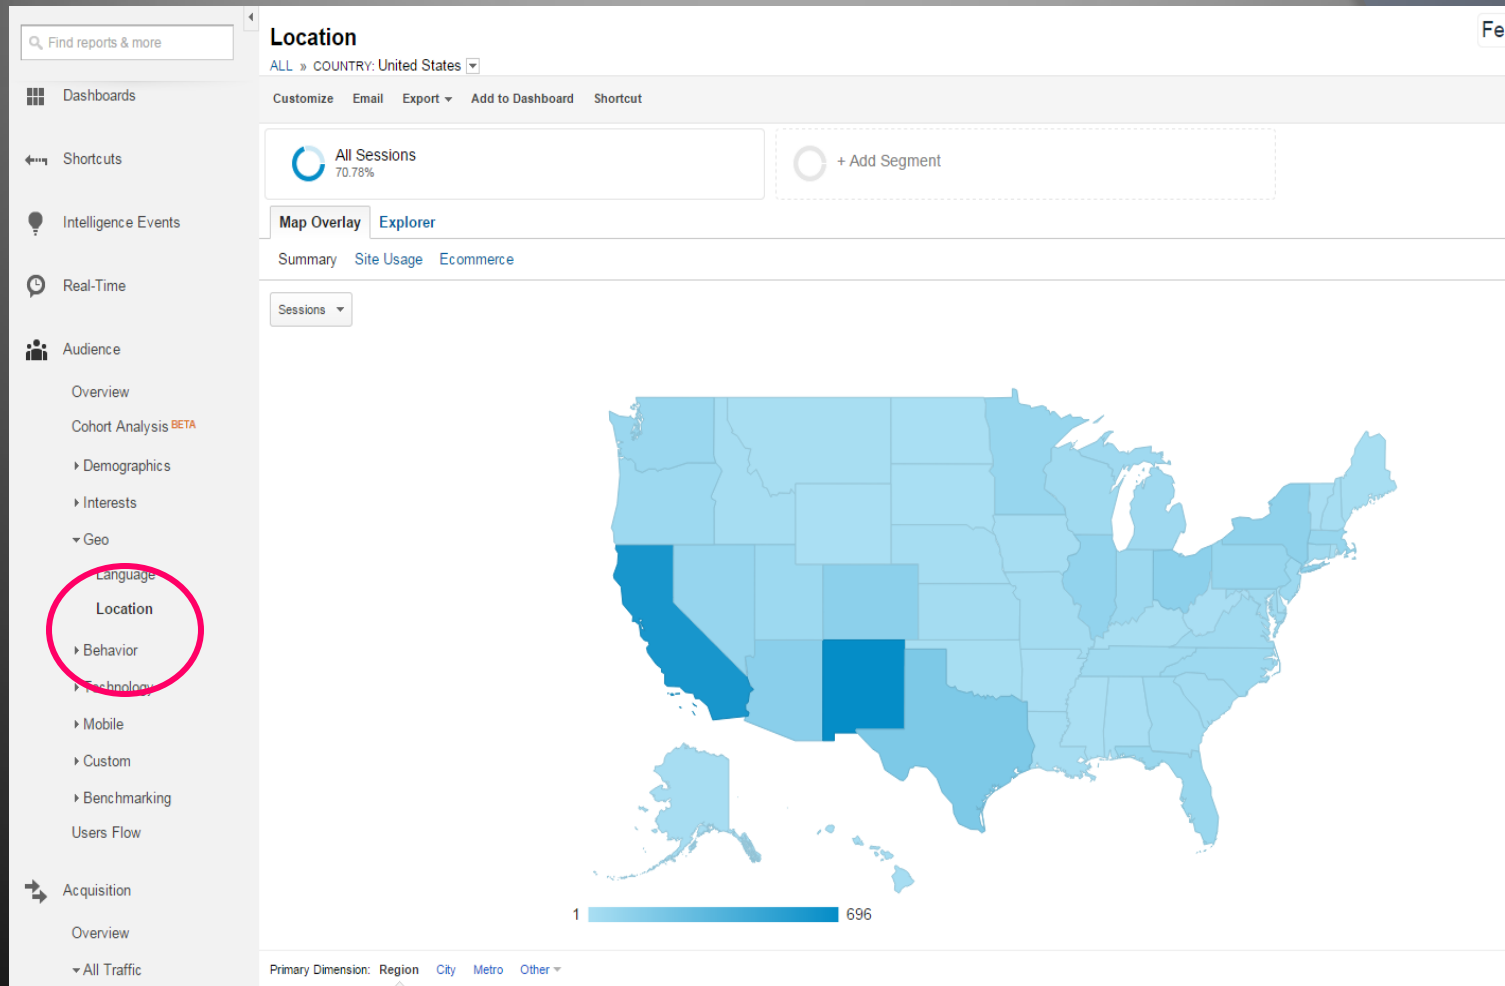 Find reports & more
Dashboards
Shortcuts
Intelligence Events
Real-Time
Audience
Overview
Cohort Analysis BETA
Demographics
Interests
Geo
Language
Location
Behavior
Technology
Mobile
Custom
Benchmarking
Users Flow
Acquisition
Overview
All Traffic
Location
Fe
ALL » COUNTRY: United States
Customize Email Export Add to Dashboard Shortcut
All Sessions
70.78%
+ Add Segment
Map Overlay Explorer
Summary Site Usage Ecommerce
Sessions
1 696
Primary Dimension: Region City Metro Other